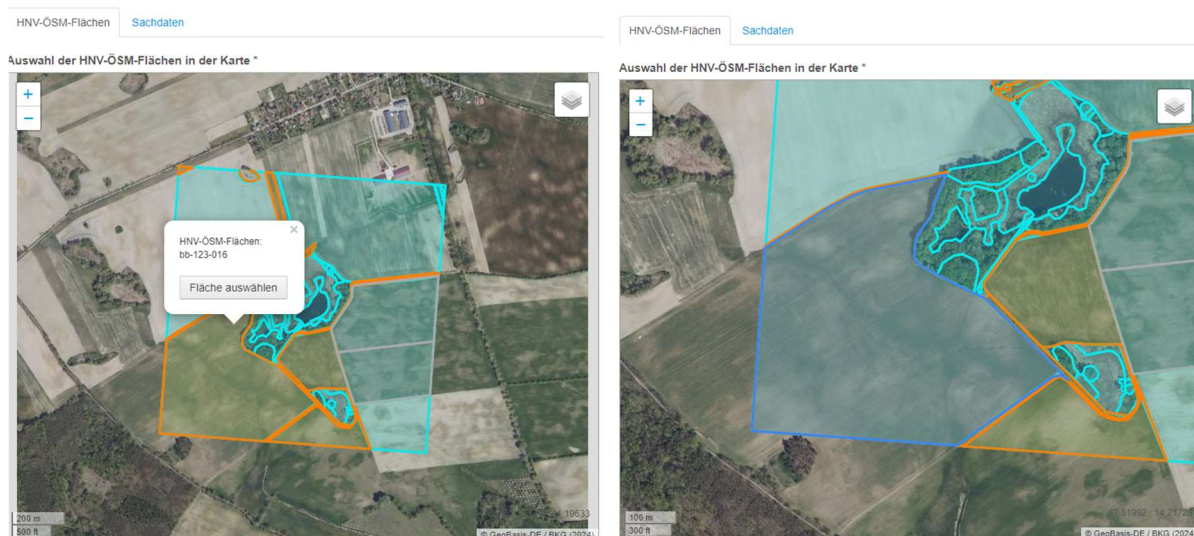 HNV-ÖSM-Flächen
Sachdaten
Auswahl der HNV-ÖSM-Flächen in der Karte *
+
−
HNV-ÖSM-Flächen:
bb-123-016
×
Fläche auswählen
200 m
500 ft
19633
© GeoBasis-DE / BKG (2024)
HNV-ÖSM-Flächen
Sachdaten
Auswahl der HNV-ÖSM-Flächen in der Karte *
+
−
100 m
300 ft
© GeoBasis-DE / BKG (2024)